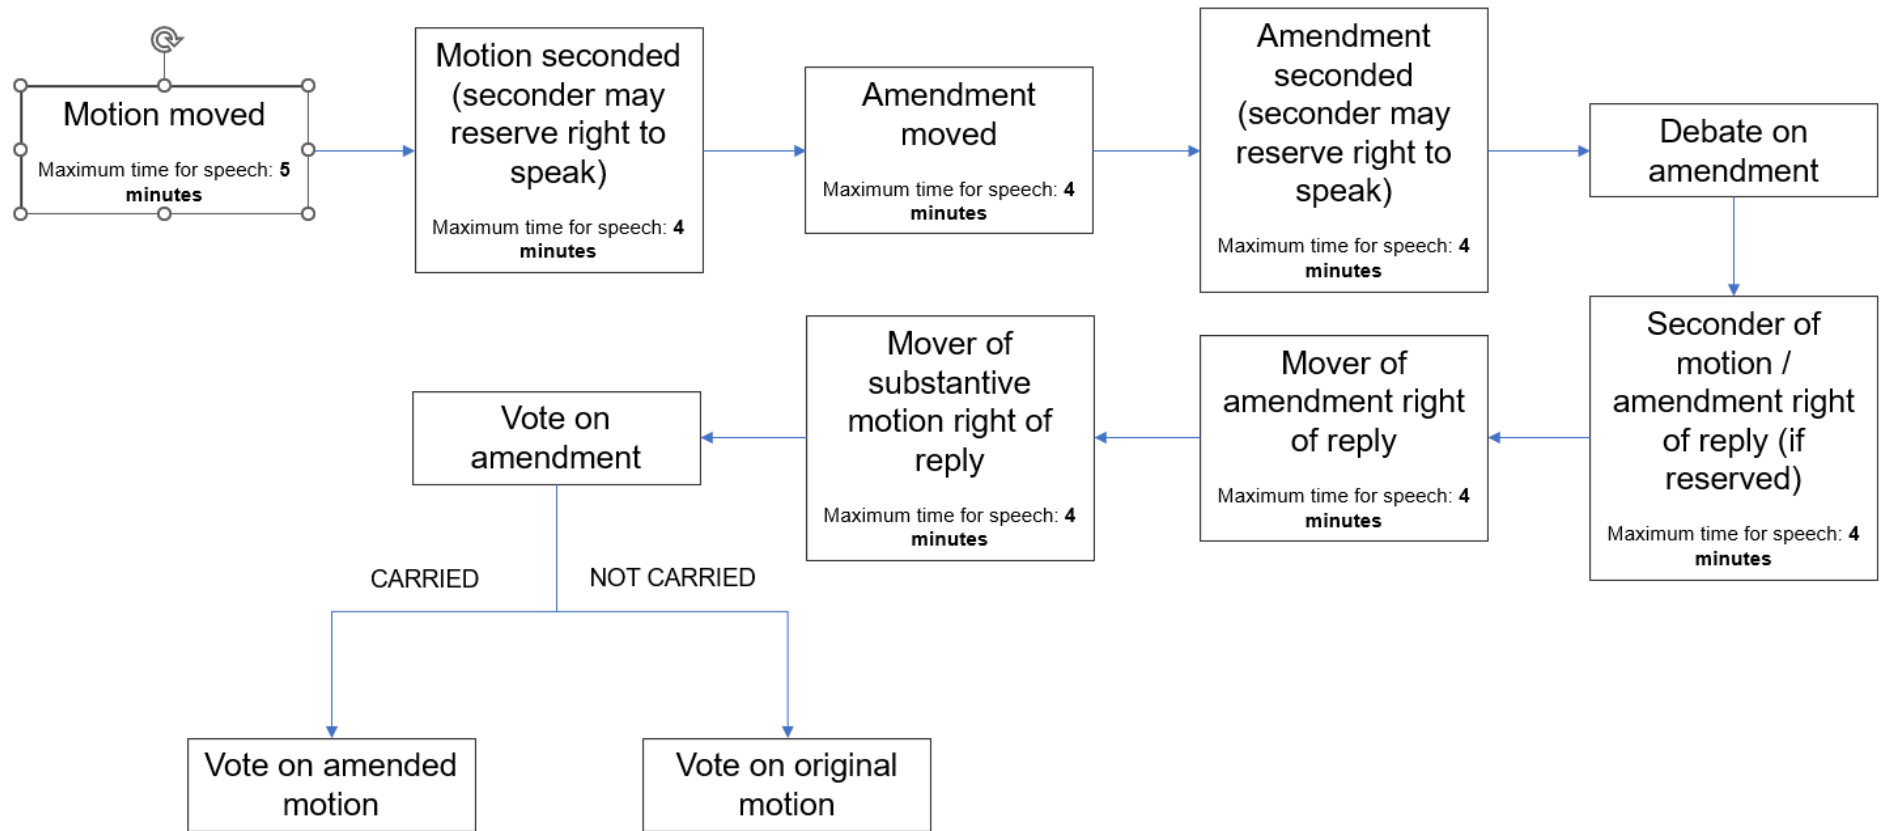 Motion moved
Maximum time for speech: 5
minutes
Motion seconded
(seconder may
reserve right to
speak)
Maximum time for speech: 4
minutes
Amendment
moved
Maximum time for speech: 4
minutes
Amendment
seconded
(seconder may
reserve right to
speak)
Maximum time for speech: 4
minutes
Debate on
amendment
Seconder of
motion /
amendment right
of reply (if
reserved)
Maximum time for speech: 4
minutes
Mover of
amendment right
of reply
Maximum time for speech: 4
minutes
Mover of
substantive
motion right of
reply
Maximum time for speech: 4
minutes
Vote on
amendment
CARRIED
NOT CARRIED
Vote on amended
motion
Vote on original
motion